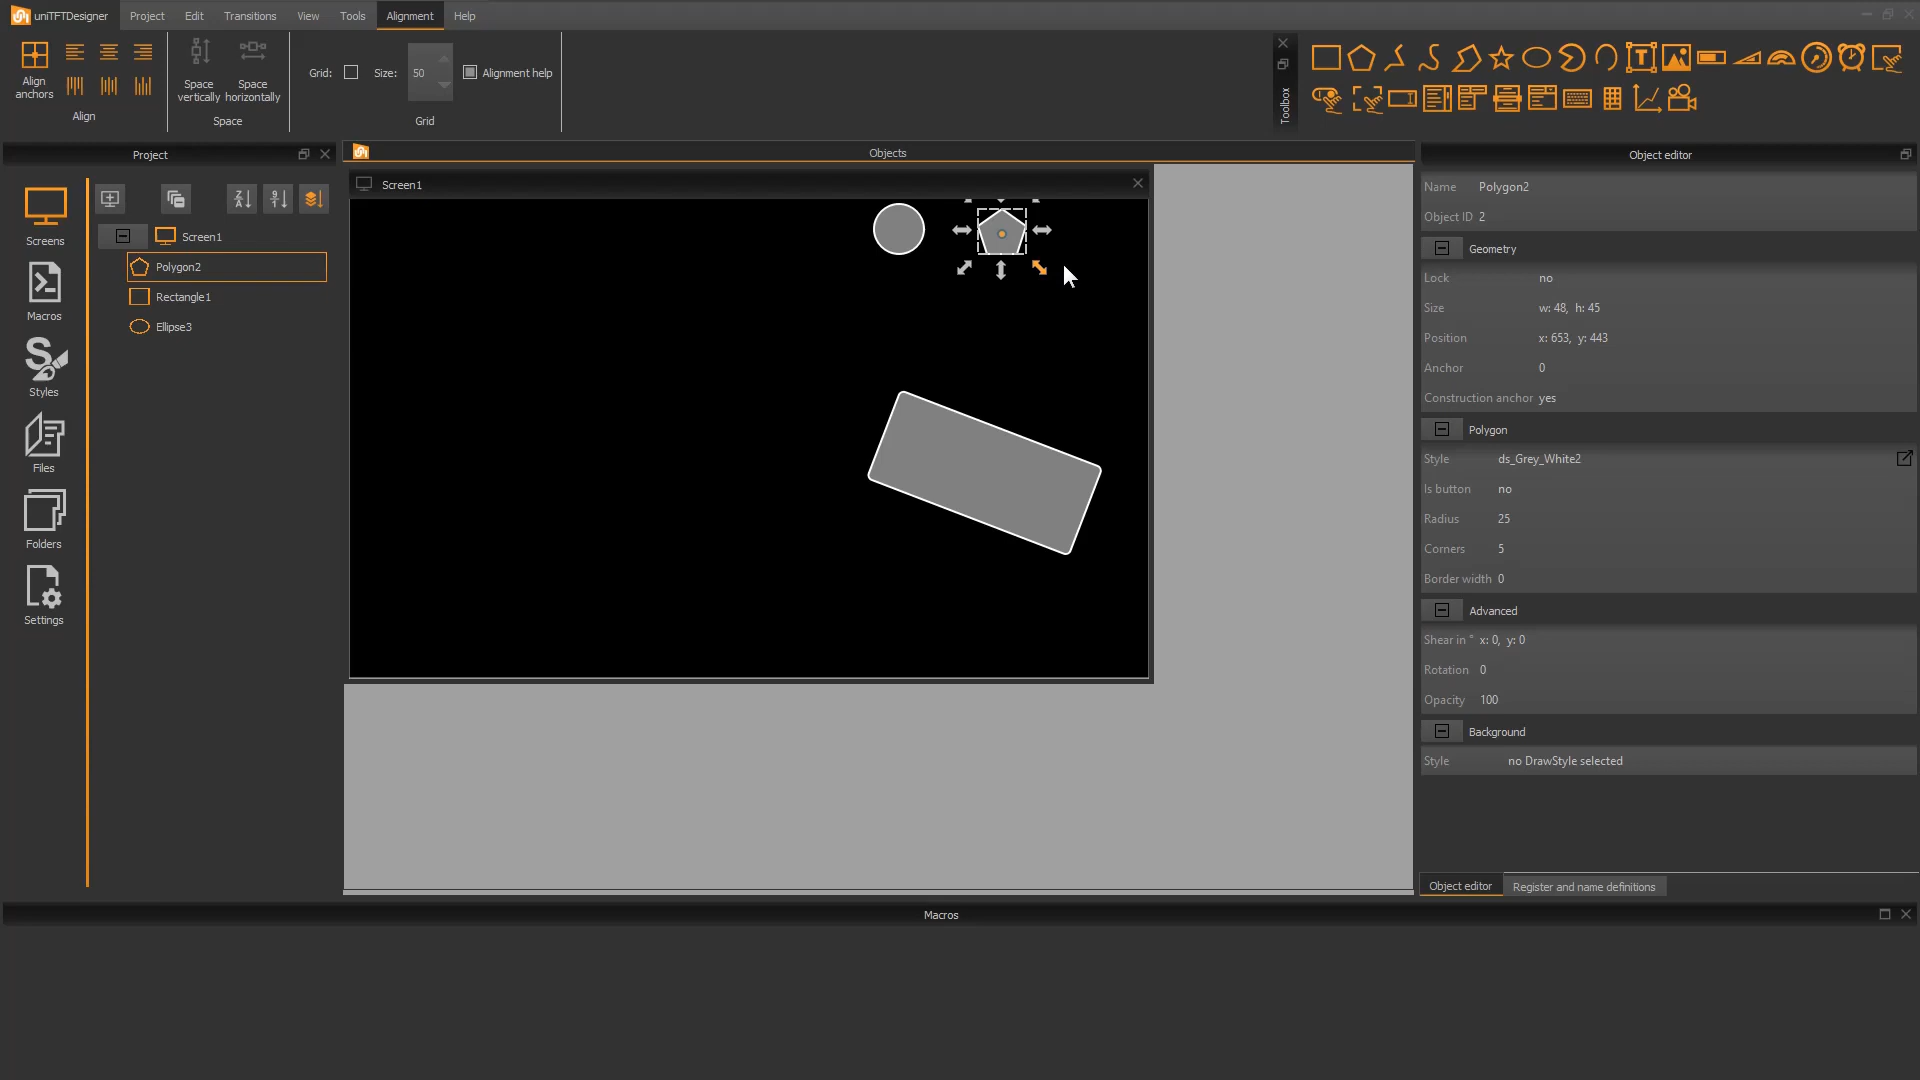 uniTFTDesigner
Project Edit Transitions View Tools Alignment Help
Align anchors
Align
Space vertically
Space horizontally
Space
Grid:
Size: 50
Alignment help
Grid
Toolbox
Project
Screens
Macros
Styles
Files
Folders
Settings
Screen1
Polygon2
Rectangle1
Ellipse3
Objects
Screen1
Object editor
Name Polygon2
Object ID 2
Geometry
Lock no
Size w: 48, h: 45
Position x: 653, y: 443
Anchor 0
Construction anchor yes
Polygon
Style ds_Grey_White2
Is button no
Radius 25
Corners 5
Border width 0
Advanced
Shear in ° x: 0, y: 0
Rotation 0
Opacity 100
Background
Style no DrawStyle selected
Object editor Register and name definitions
Macros